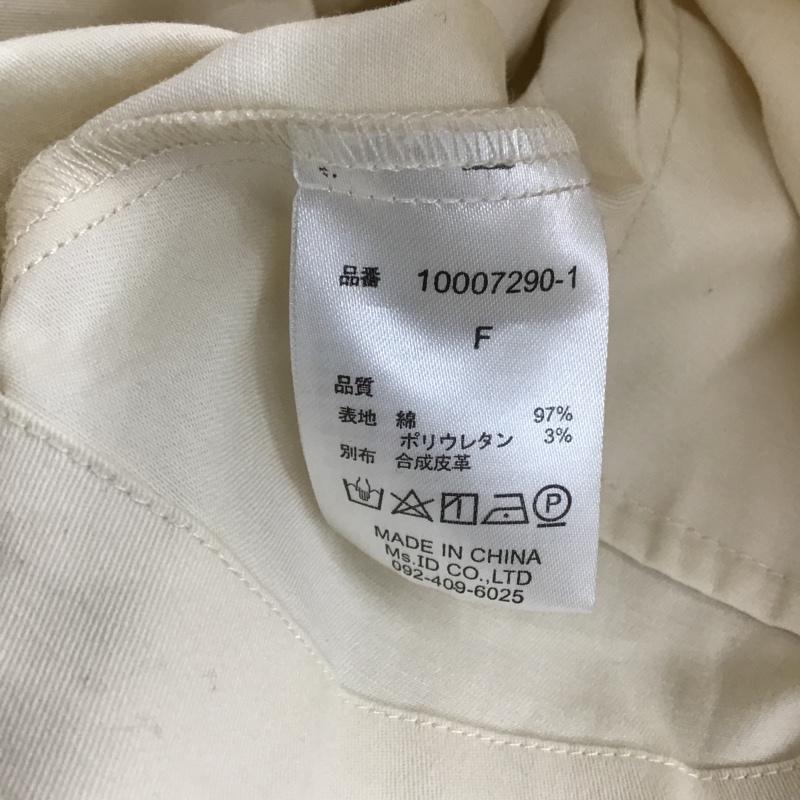 品番 10007290-1
F
品質
表地 綿 97%
ポリウレタン 3%
別布 合成皮革
P
MADE IN CHINA
Ms.ID CO.,LTD
092-409-6025